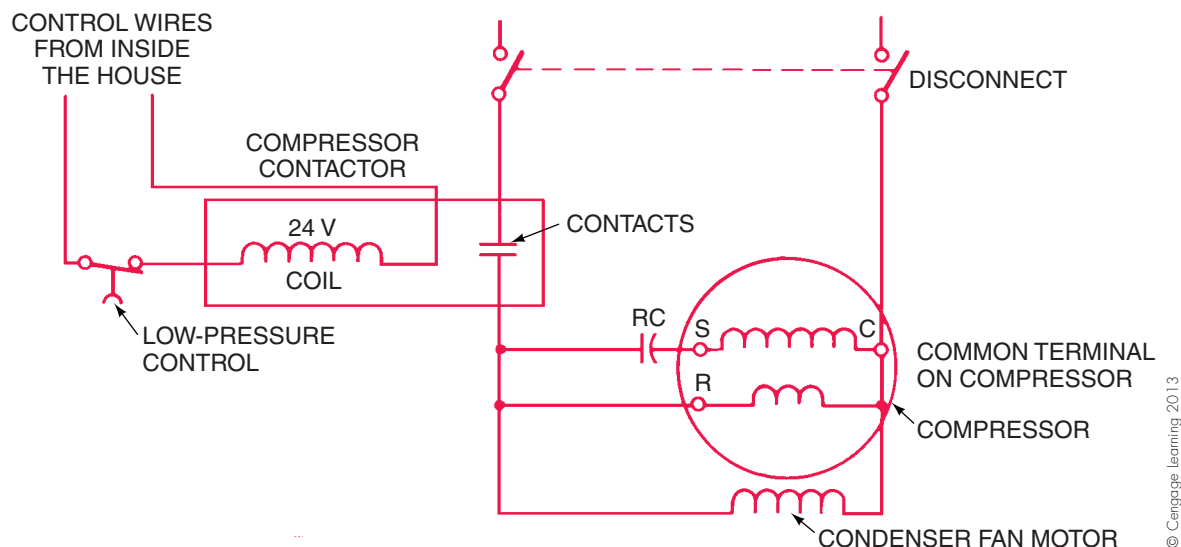 CONTROL WIRES
FROM INSIDE
THE HOUSE
DISCONNECT
COMPRESSOR
CONTACTOR
CONTACTS
24 V
COIL
LOW-PRESSURE
CONTROL
RC
S
C
R
COMMON TERMINAL
ON COMPRESSOR
COMPRESSOR
CONDENSER FAN MOTOR
© Cengage Learning 2013